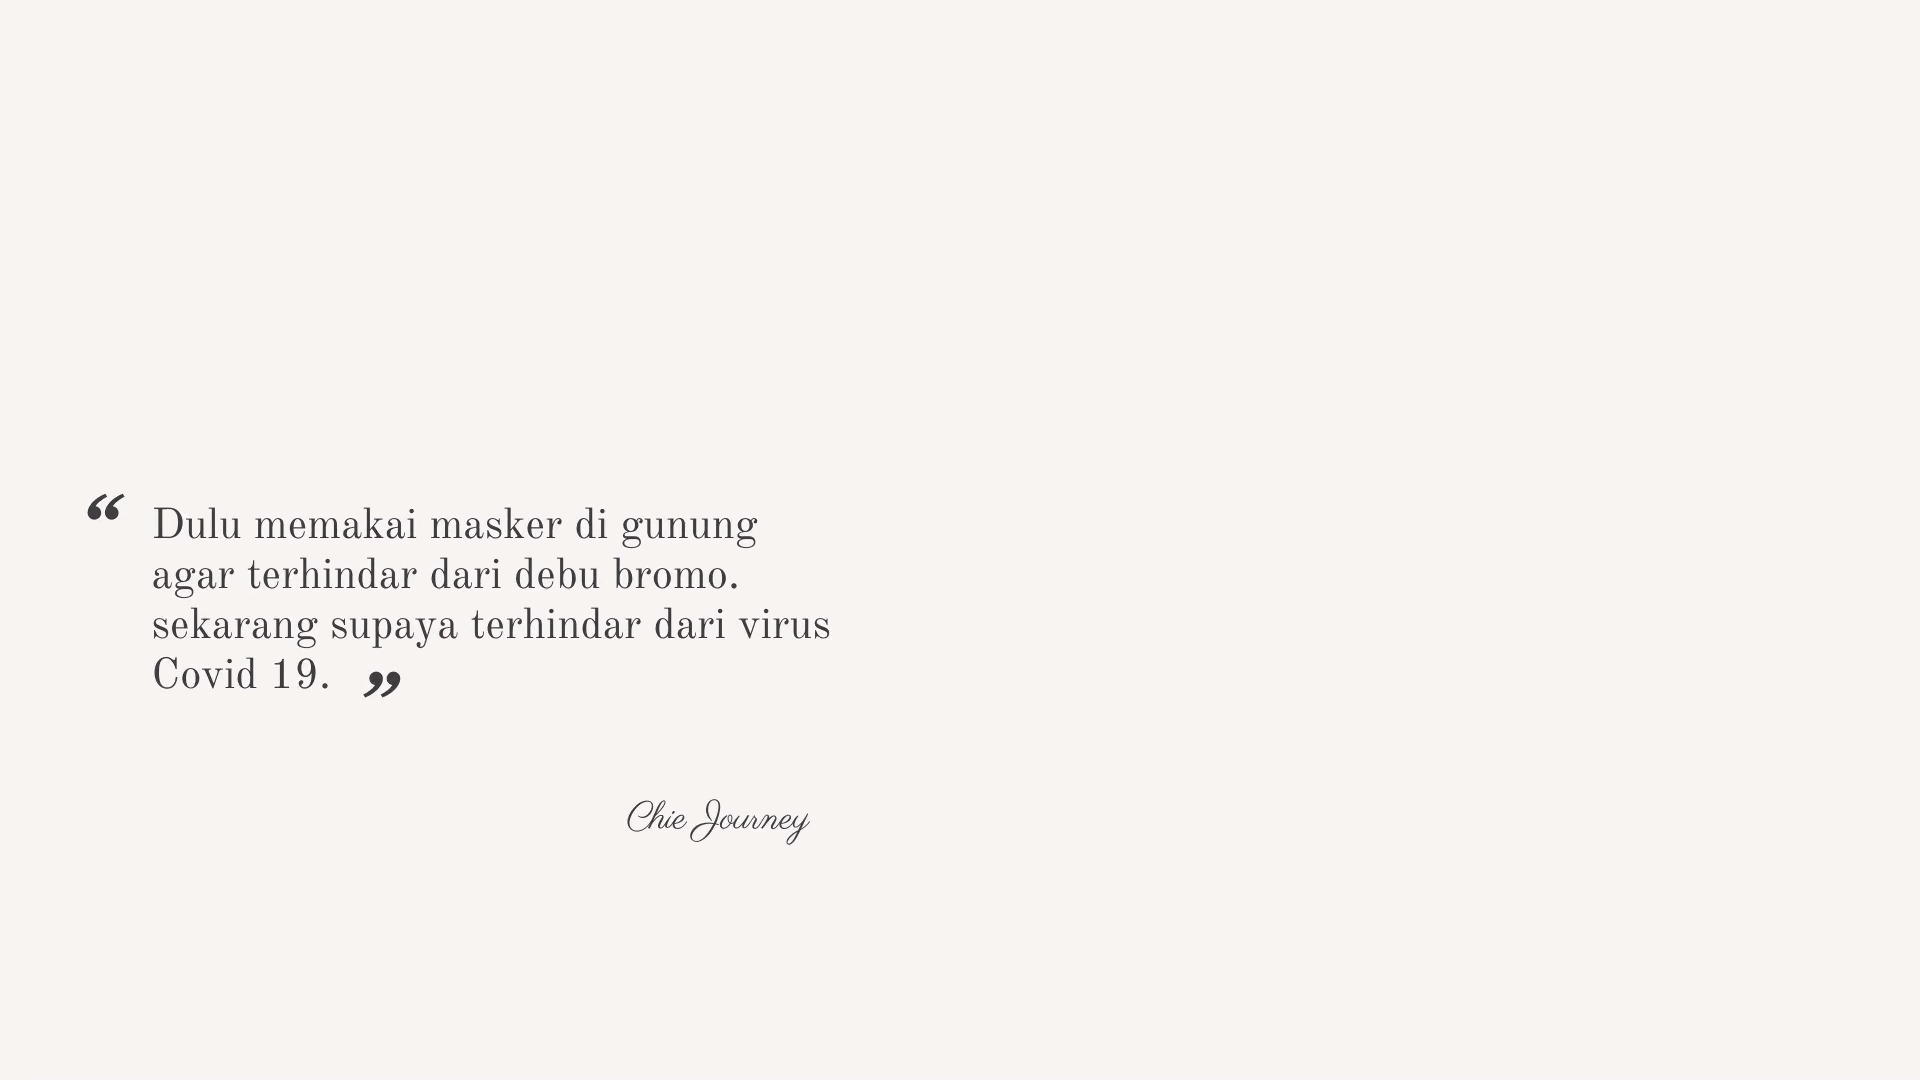 “ Dulu memakai masker di gunung
agar terhindar dari debu bromo.
sekarang supaya terhindar dari virus
Covid 19. ”
Chie Journey